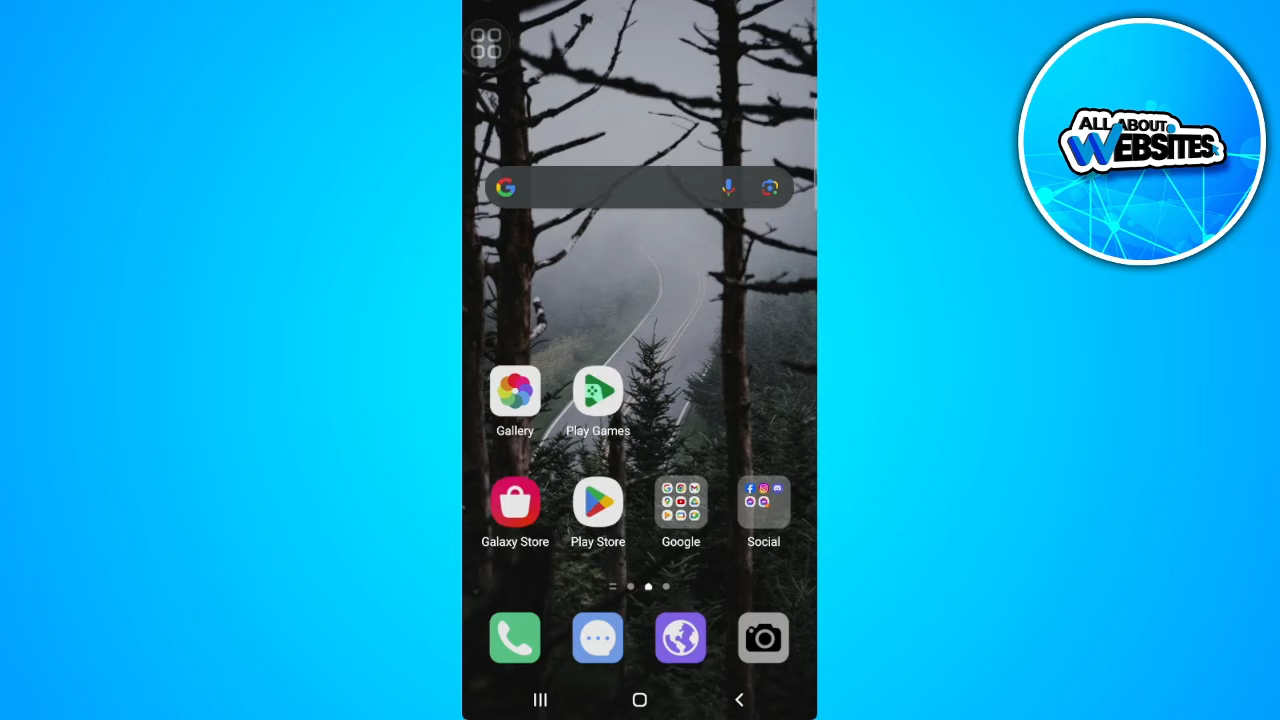 ALL ABOUT
WEBSITES
Gallery
Play Games
Galaxy Store
Play Store
Google
Social